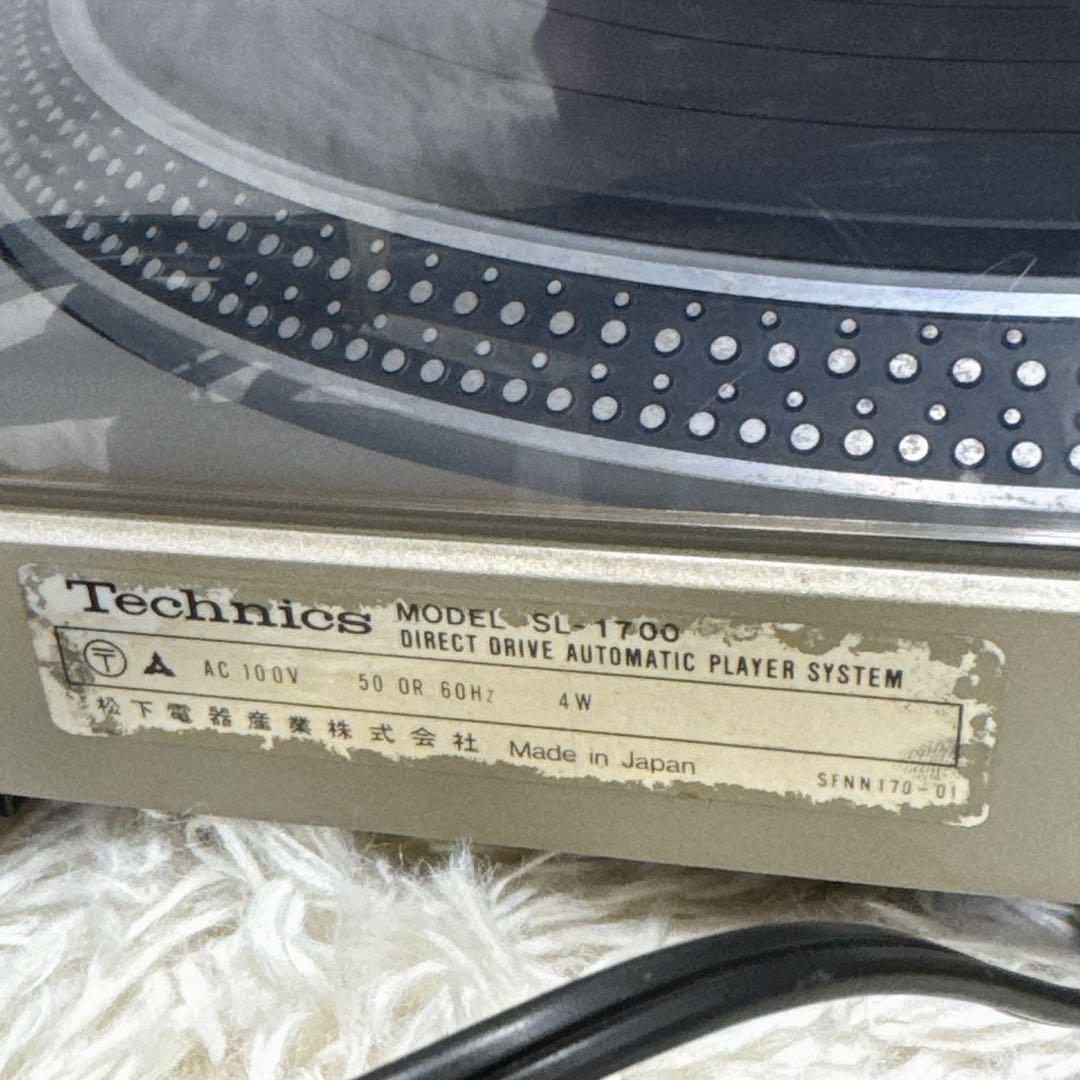 Technics MODEL SL-1700
DIRECT DRIVE AUTOMATIC PLAYER SYSTEM
〒 AC 100V 50 OR 60Hz 4W
松下電器産業株式会社 Made in Japan SFNN170-01